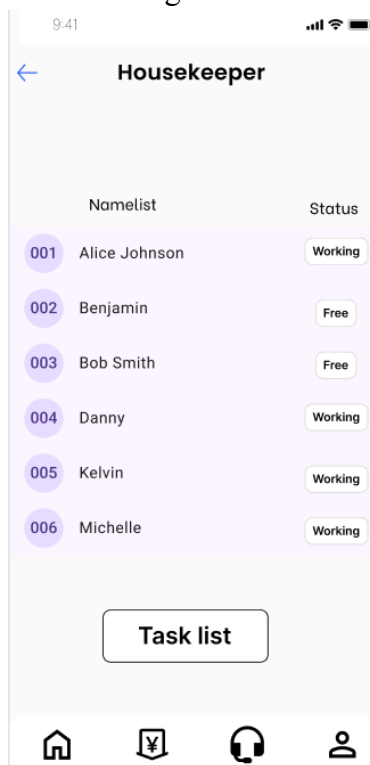 9:41
Housekeeper
Namelist Status
001 Alice Johnson Working
002 Benjamin Free
003 Bob Smith Free
004 Danny Working
005 Kelvin Working
006 Michelle Working
Task list
¥